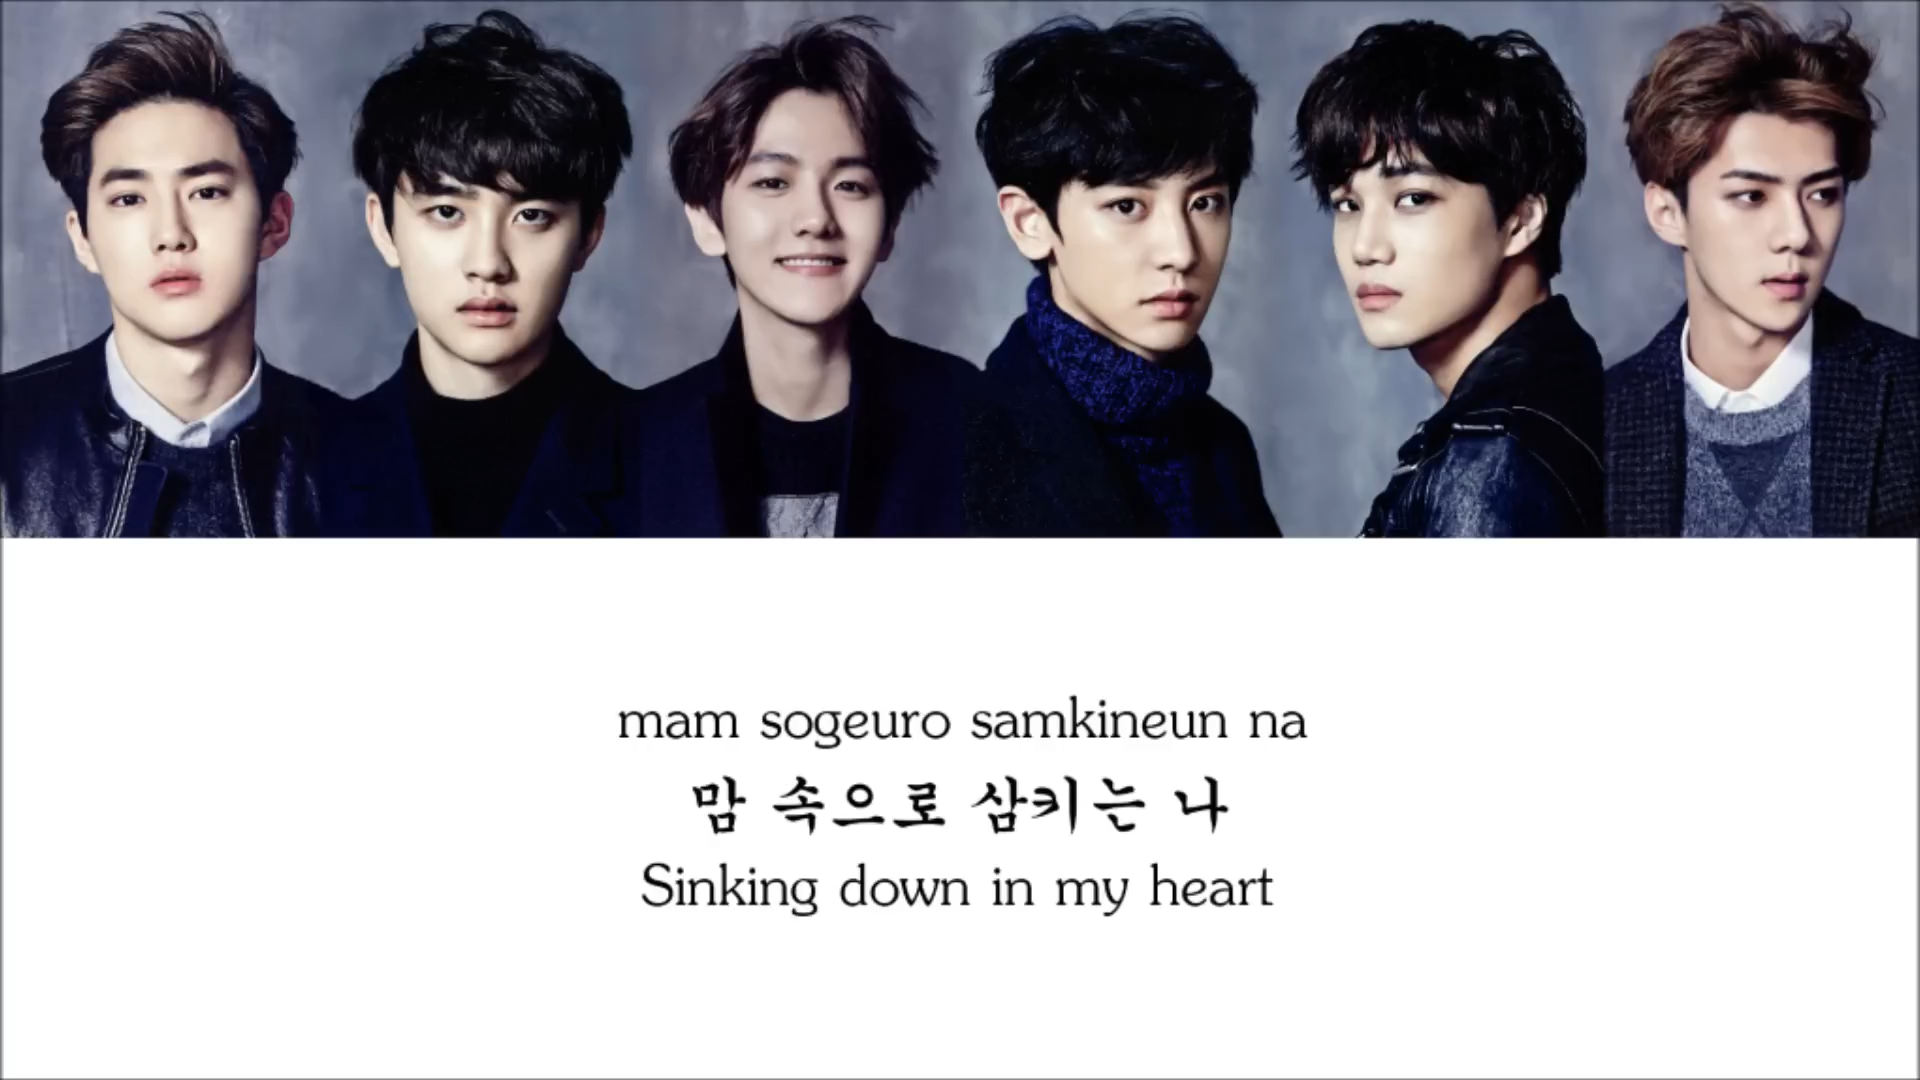 mam sogeuro samkineun na
맘 속으로 삼키는 나
Sinking down in my heart